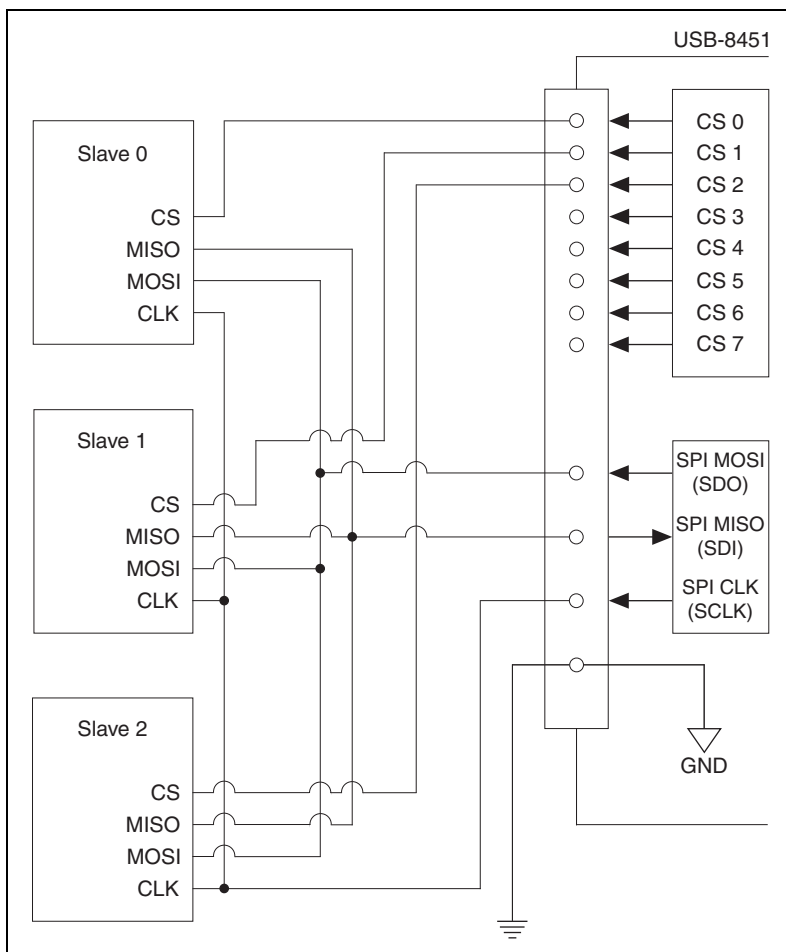 USB-8451
Slave 0
CS
MISO
MOSI
CLK
Slave 1
CS
MISO
MOSI
CLK
Slave 2
CS
MISO
MOSI
CLK
CS 0
CS 1
CS 2
CS 3
CS 4
CS 5
CS 6
CS 7
SPI MOSI
(SDO)
SPI MISO
(SDI)
SPI CLK
(SCLK)
GND